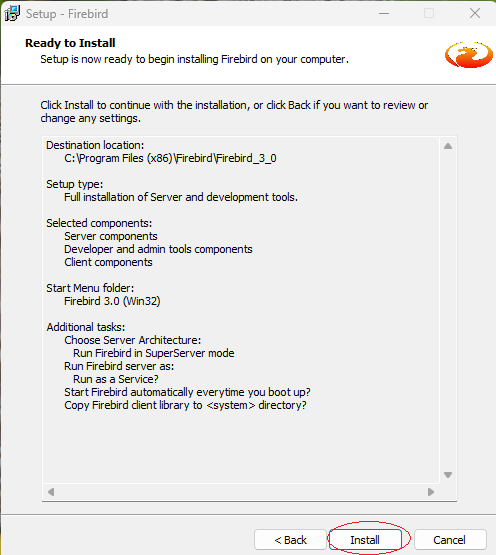 Setup - Firebird
Ready to Install
Setup is now ready to begin installing Firebird on your computer.
Click Install to continue with the installation, or click Back if you want to review or
change any settings.
Destination location:
C:\Program Files (x86)\Firebird\Firebird_3_0
Setup type:
Full installation of Server and development tools.
Selected components:
Server components
Developer and admin tools components
Client components
Start Menu folder:
Firebird 3.0 (Win32)
Additional tasks:
Choose Server Architecture:
Run Firebird in SuperServer mode
Run Firebird server as:
Run as a Service?
Start Firebird automatically everytime you boot up?
Copy Firebird client library to <system> directory?
< Back
Install
Cancel